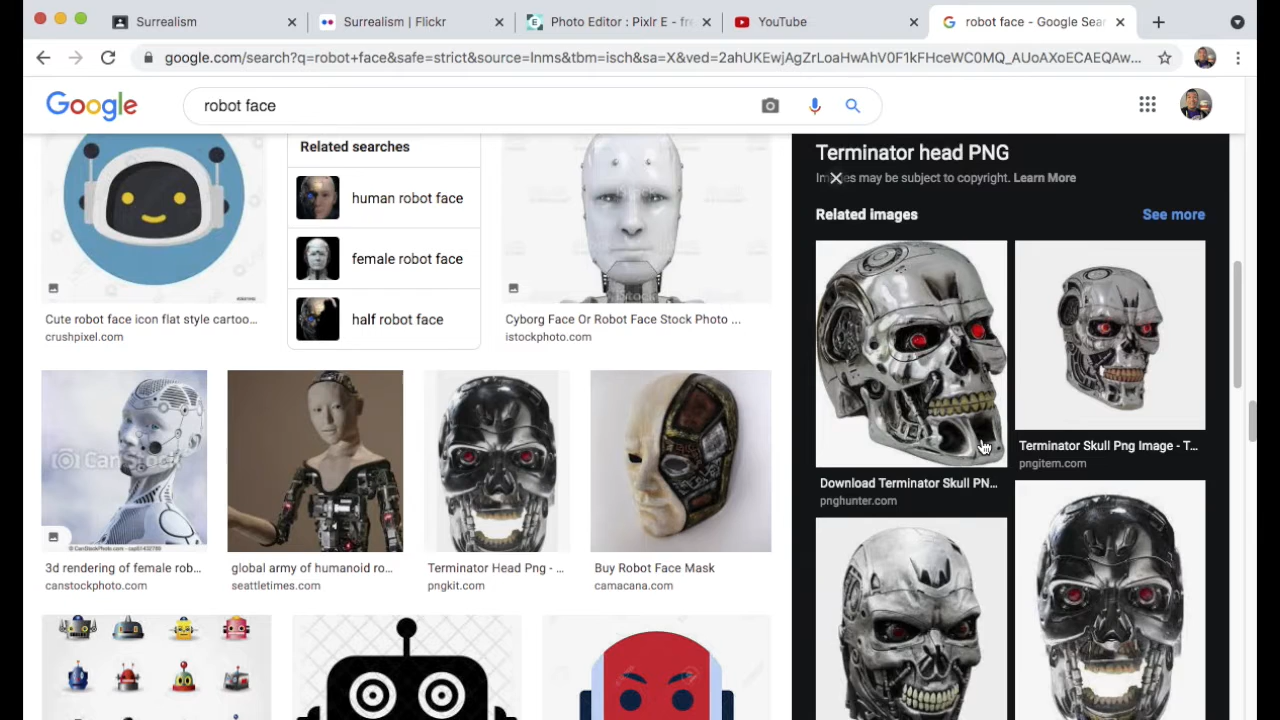 Surrealism
Surrealism | Flickr
Photo Editor : Pixlr E - fre
YouTube
robot face - Google Sear
google.com/search?q=robot+face&safe=strict&source=lnms&tbm=isch&sa=X&ved=2ahUKEwjAgZrLoaHwAhV0F1kFHceWC0MQ_AUoAXoECAEQAw...
Google
robot face
Related searches
human robot face
female robot face
half robot face
Cute robot face icon flat style cartoo...
crushpixel.com
Cyborg Face Or Robot Face Stock Photo ...
istockphoto.com
CanStock
© CanStockPhoto.com
3d rendering of female rob...
canstockphoto.com
global army of humanoid ro...
seattletimes.com
Terminator Head Png - ...
pngkit.com
Buy Robot Face Mask
camacana.com
Terminator head PNG
Images may be subject to copyright. Learn More
Related images
See more
Download Terminator Skull PN...
pnghunter.com
Terminator Skull Png Image - T...
pngitem.com